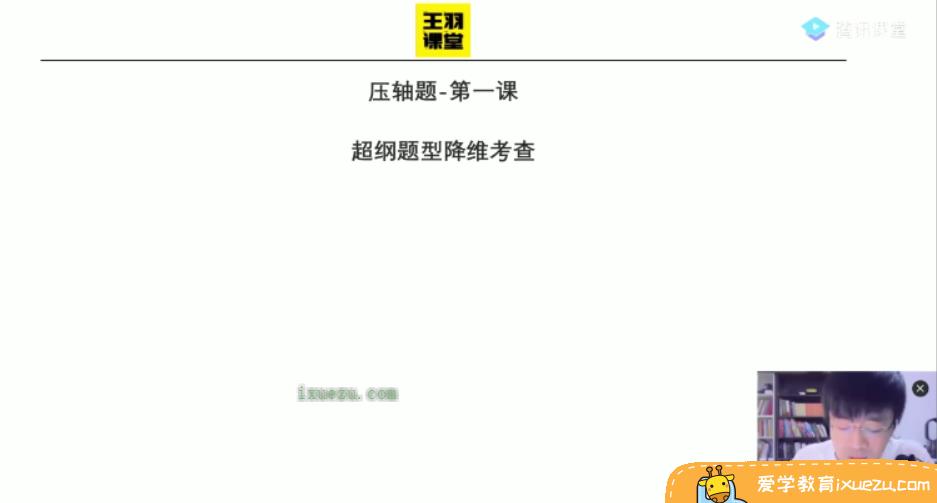 王羽
课堂
腾讯课堂
压轴题-第一课
超纲题型降维考查
ixuezu.com
爱学教育ixuezu.com